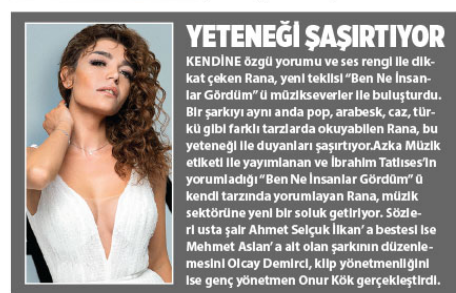 YETENEĞİ ŞAŞIRTIYOR
KENDİNE özgü yorumu ve ses rengi ile dik-
kat çeken Rana, yeni teklisi “Ben Ne İnsan-
lar Gördüm” ü müzikseverler ile buluşturdu.
Bir şarkıyı aynı anda pop, arabesk, caz, tür-
kü gibi farklı tarzlarda okuyabilen Rana, bu
yeteneği ile duyanları şaşırtıyor.Azka Müzik
etiketi ile yayımlanan ve İbrahim Tatlıses’in
yorumladığı “Ben Ne İnsanlar Gördüm” ü
kendi tarzında yorumlayan Rana, müzik
sektörüne yeni bir soluk getiriyor. Sözle-
ri usta şair Ahmet Selçuk İlkan’ a bestesi ise
Mehmet Aslan’ a ait olan şarkının düzenle-
mesini Olcay Demirci, klip yönetmenliğini
ise genç yönetmen Onur Kök gerçekleştirdi.